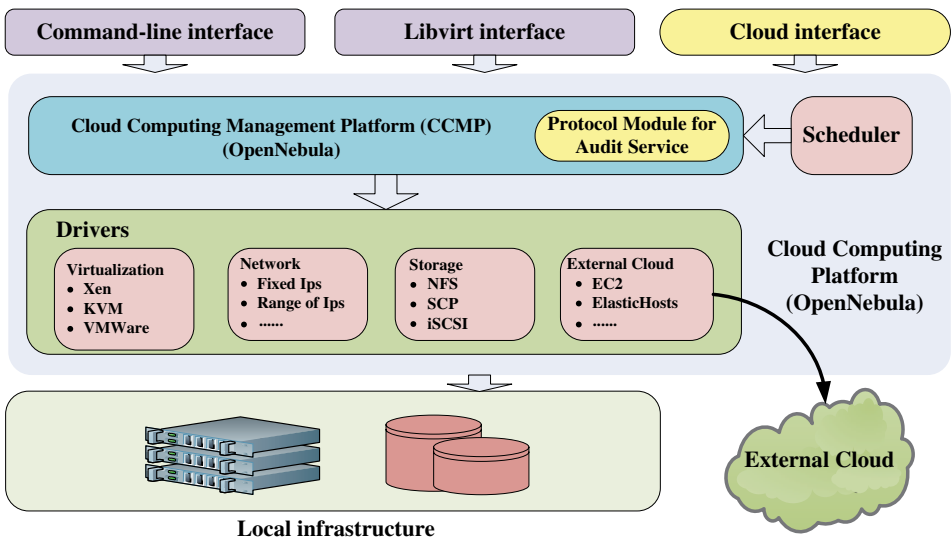 Command-line interface
Libvirt interface
Cloud interface
Cloud Computing Management Platform (CCMP)
(OpenNebula)
Protocol Module for
Audit Service
Scheduler
Drivers
Virtualization
• Xen
• KVM
• VMWare
Network
• Fixed Ips
• Range of Ips
• ......
Storage
• NFS
• SCP
• iSCSI
External Cloud
• EC2
• ElasticHosts
• ......
Cloud Computing
Platform
(OpenNebula)
External Cloud
Local infrastructure